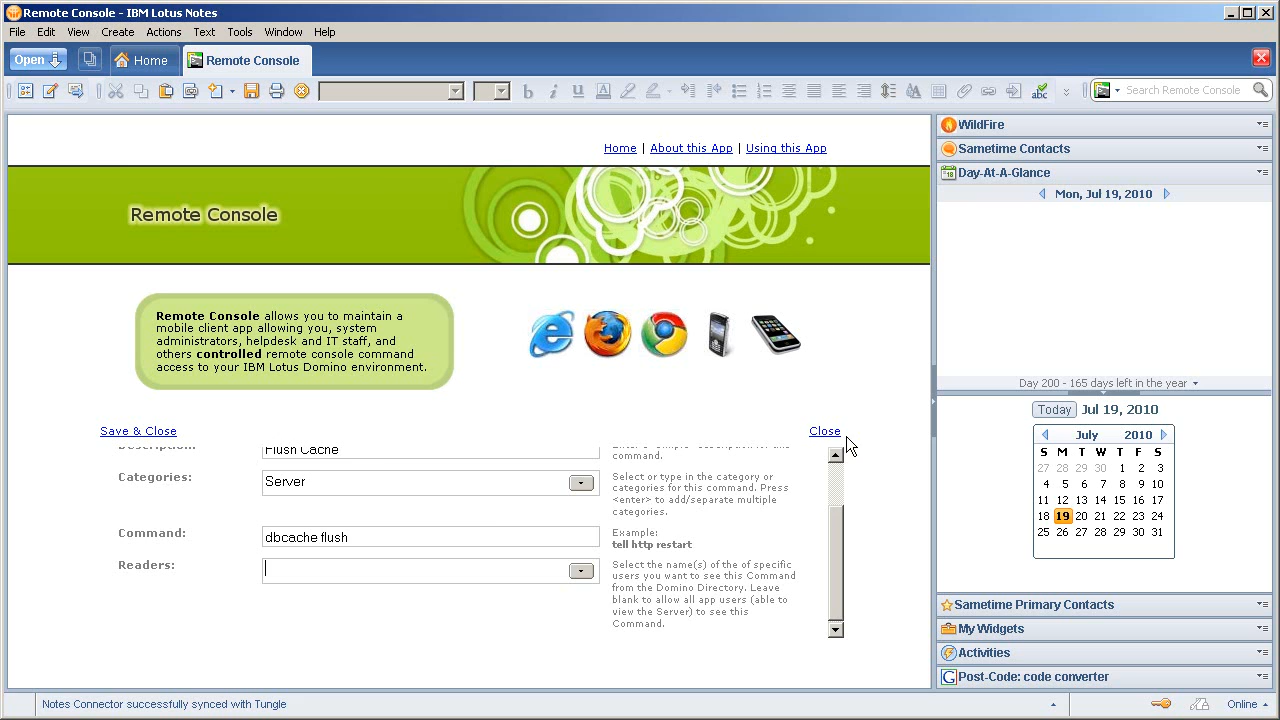 Remote Console - IBM Lotus Notes
File Edit View Create Actions Text Tools Window Help
Open Home Remote Console
Search Remote Console
Home | About this App | Using this App
Remote Console
Remote Console allows you to maintain a
mobile client app allowing you, system
administrators, helpdesk and IT staff, and
others controlled remote console command
access to your IBM Lotus Domino environment.
Save & Close Close
Description: Flush Cache Enter a "simple" description for this
command.
Categories: Server Select or type in the category or
categories for this command. Press
<enter> to add/separate multiple
categories.
Command: dbcache flush Example:
tell http restart
Readers: Select the name(s) of the of specific
users you want to see this Command
from the Domino Directory. Leave
blank to allow all app users (able to
view the Server) to see this
Command.
WildFire
Sametime Contacts
Day-At-A-Glance
Mon, Jul 19, 2010
Day 200 - 165 days left in the year
Today Jul 19, 2010
July 2010
S M T W T F S
27 28 29 30 1 2 3
4 5 6 7 8 9 10
11 12 13 14 15 16 17
18 19 20 21 22 23 24
25 26 27 28 29 30 31
Sametime Primary Contacts
My Widgets
Activities
Post-Code: code converter
Notes Connector successfully synced with Tungle Online